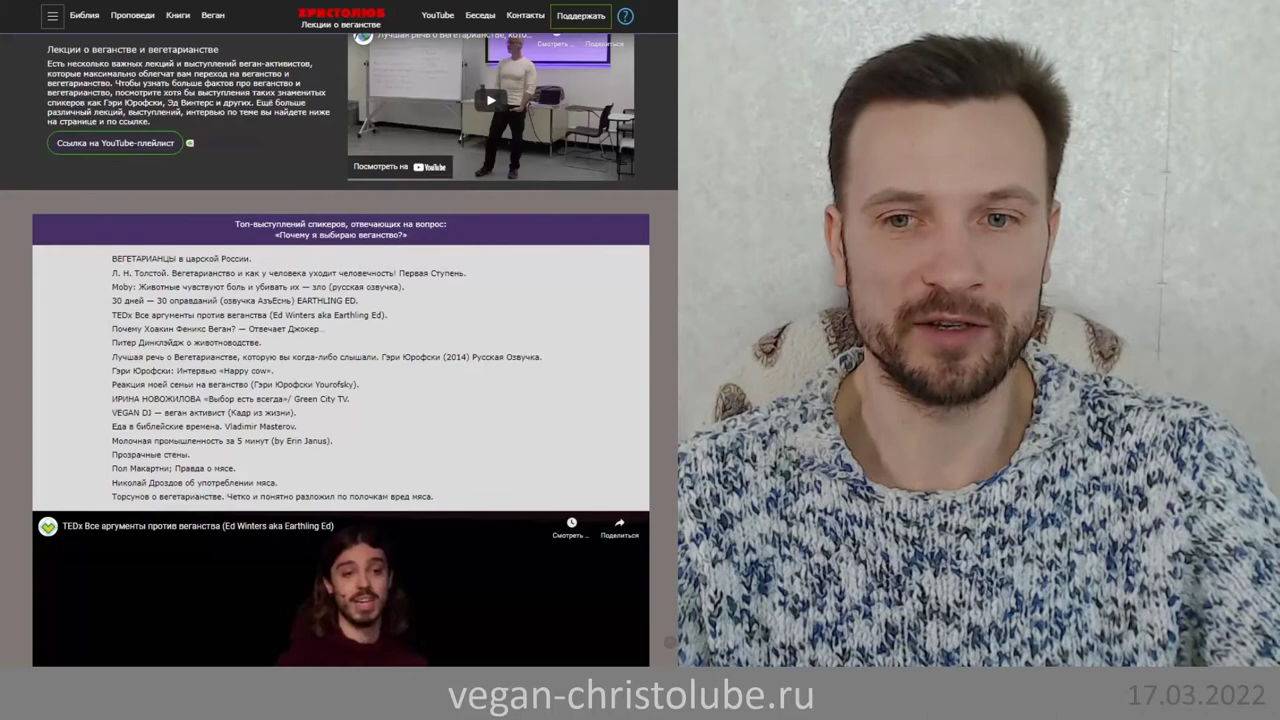 Библия Проповеди Книги Веган
ХРИСТОЛЮБ
Лекции о веганстве
YouTube Беседы Контакты Поддержать ?
Лекции о веганстве и вегетарианстве
Есть несколько важных лекций и выступлений веган-активистов,
которые максимально облегчат вам переход на веганство и
вегетарианство. Чтобы узнать больше фактов про веганство и
вегетарианство, посмотрите хотя бы выступления таких знаменитых
спикеров как Гэри Юрофски, Эд Винтерс и других. Ещё больше
различный лекций, выступлений, интервью по теме вы найдете ниже
на странице и по ссылке.
Ссылка на YouTube-плейлист
Лучшая речь о Вегетарианстве, кото...
Смотреть ... Поделиться
Посмотреть на YouTube
Топ-выступлений спикеров, отвечающих на вопрос:
«Почему я выбираю веганство?»
ВЕГЕТАРИАНЦЫ в царской России.
Л. Н. Толстой. Вегетарианство и как у человека уходит человечность! Первая Ступень.
Moby: Животные чувствуют боль и убивать их — зло (русская озвучка).
30 дней — 30 оправданий (озвучка АзъЕсмь) EARTHLING ED.
TEDx Все аргументы против веганства (Ed Winters aka Earthling Ed).
Почему Хоакин Феникс Веган? — Отвечает Джокер...
Питер Динклэйдж о животноводстве.
Лучшая речь о Вегетарианстве, которую вы когда-либо слышали. Гэри Юрофски (2014) Русская Озвучка.
Гэри Юрофски: Интервью «Happy cow».
Реакция моей семьи на веганство (Гэри Юрофски Yourofsky).
ИРИНА НОВОЖИЛОВА «Выбор есть всегда»/ Green City TV.
VEGAN DJ — веган активист (Кадр из жизни).
Еда в библейские времена. Vladimir Masterov.
Молочная промышленность за 5 минут (by Erin Janus).
Прозрачные стены.
Пол Макартни; Правда о мясе.
Николай Дроздов об употреблении мяса.
Торсунов о вегетарианстве. Четко и понятно разложил по полочкам вред мяса.
TEDx Все аргументы против веганства (Ed Winters aka Earthling Ed)
Смотреть ... Поделиться
vegan-christolube.ru
17.03.2022